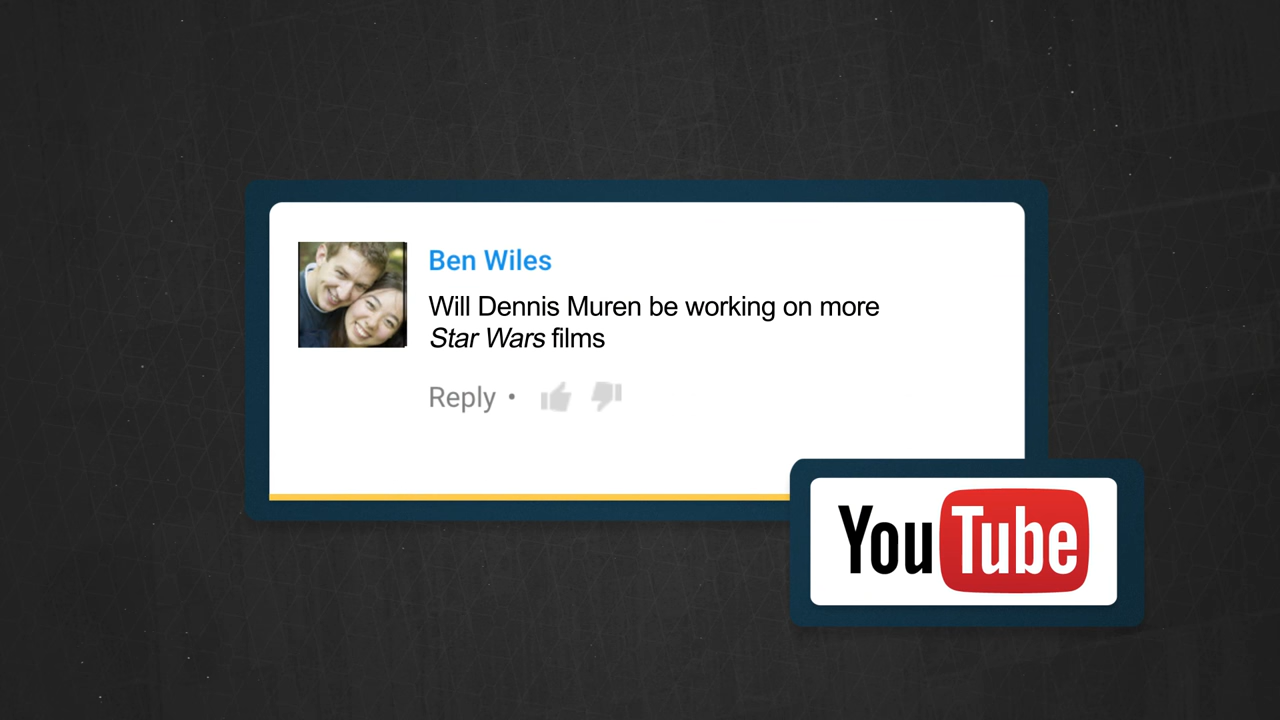 Ben Wiles
Will Dennis Muren be working on more
Star Wars films
Reply •
YouTube